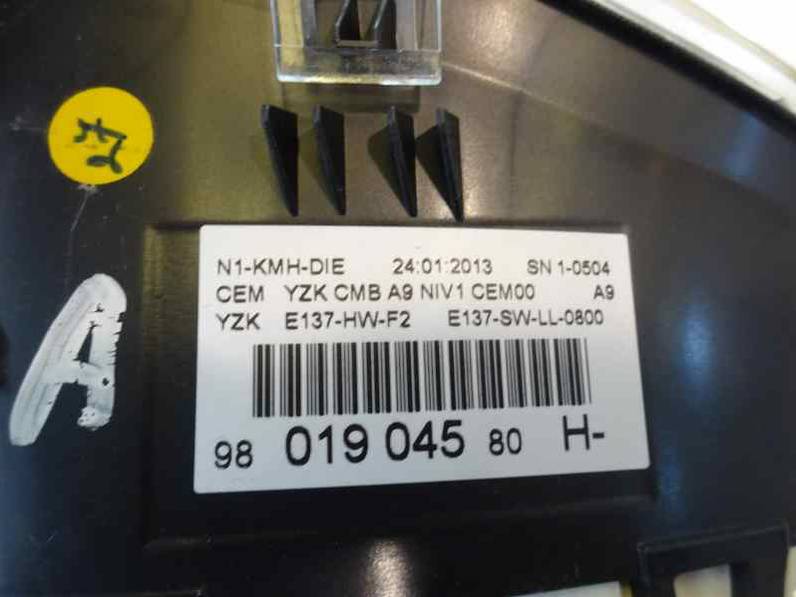 N1-KMH-DIE 24:01:2013 SN 1-0504
CEM YZK CMB A9 NIV1 CEM00 A9
YZK E137-HW-F2 E137-SW-LL-0800
98 019 045 80 H-
A